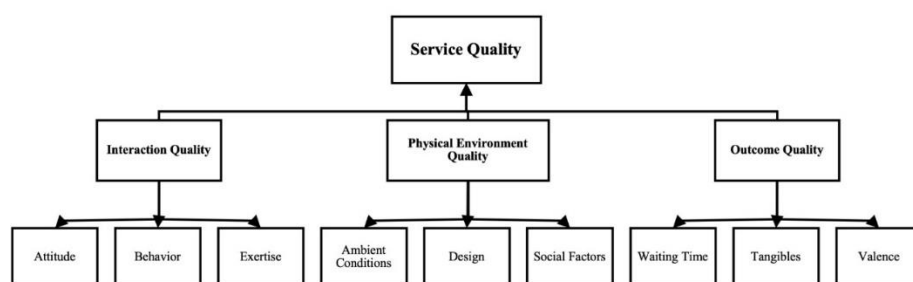 Service Quality
Interaction Quality
Physical Environment
Quality
Outcome Quality
Attitude
Behavior
Exertise
Ambient
Conditions
Design
Social Factors
Waiting Time
Tangibles
Valence